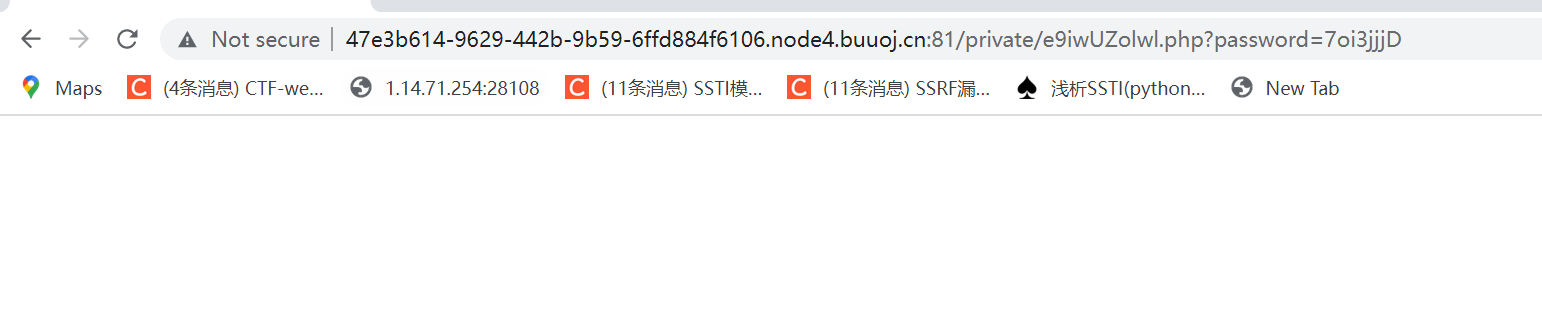 Not secure | 47e3b614-9629-442b-9b59-6ffd884f6106.node4.buuoj.cn:81/private/e9iwUZolwl.php?password=7oi3jjjD
Maps (4条消息) CTF-we... 1.14.71.254:28108 (11条消息) SSTI模... (11条消息) SSRF漏... 浅析SSTI(python... New Tab